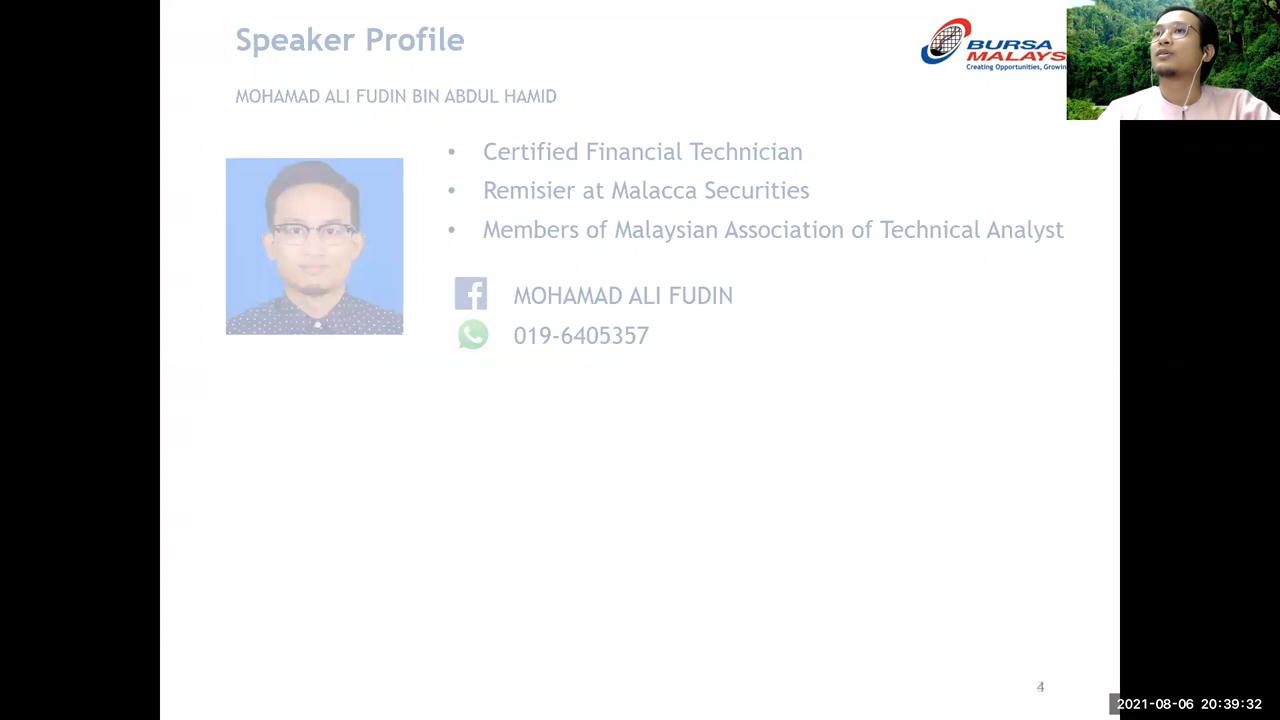 Speaker Profile
BURSA
MALAYS
Creating Opportunities, Growin
MOHAMAD ALI FUDIN BIN ABDUL HAMID
• Certified Financial Technician
• Remisier at Malacca Securities
• Members of Malaysian Association of Technical Analyst
MOHAMAD ALI FUDIN
019-6405357
2021-08-06 20:39:32